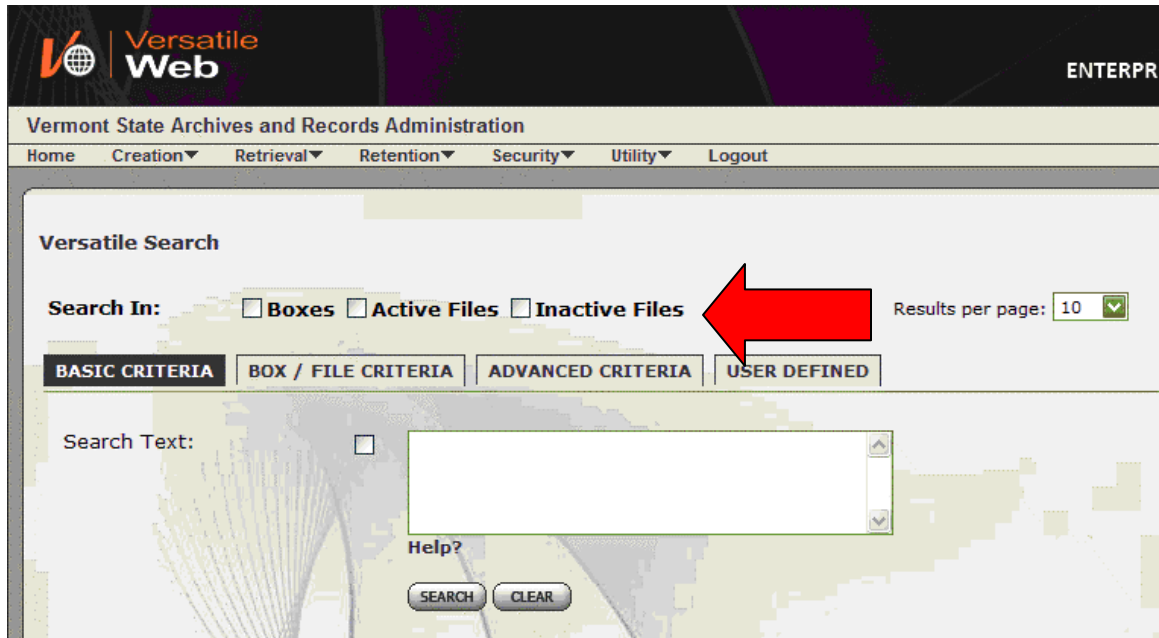 Versatile
Web
ENTERPR
Vermont State Archives and Records Administration
Home Creation Retrieval Retention Security Utility Logout
Versatile Search
Search In: Boxes Active Files Inactive Files Results per page: 10
BASIC CRITERIA BOX / FILE CRITERIA ADVANCED CRITERIA USER DEFINED
Search Text:
Help?
SEARCH CLEAR